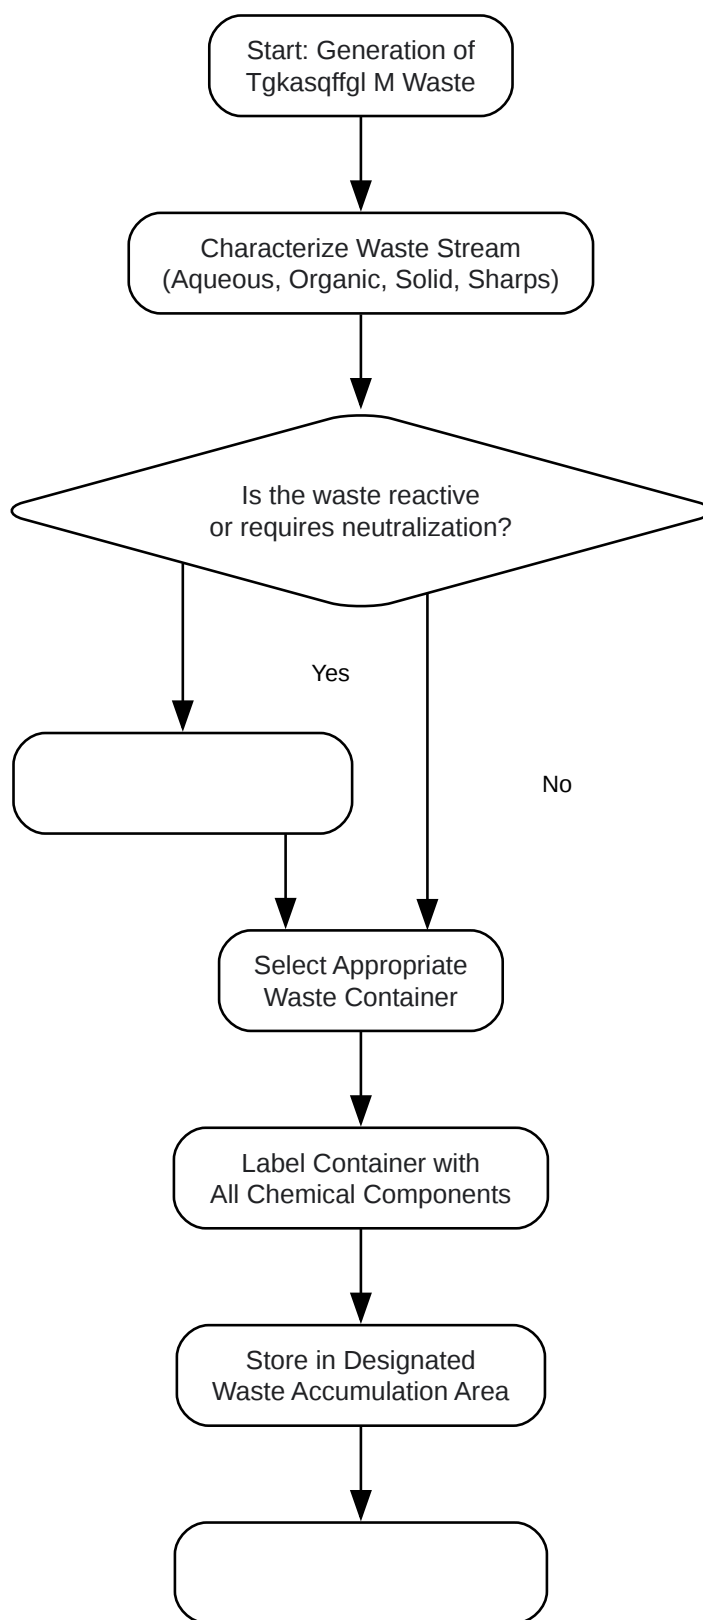 Start: Generation of
Tgkasqffgl M Waste
Characterize Waste Stream
(Aqueous, Organic, Solid, Sharps)
Is the waste reactive
or requires neutralization?
Yes
No
Select Appropriate
Waste Container
Label Container with
All Chemical Components
Store in Designated
Waste Accumulation Area